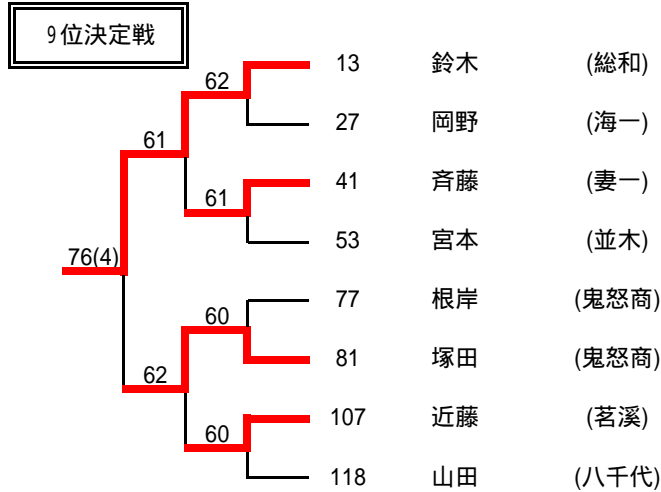 9位決定戦
13 鈴木 (総和)
62
27 岡野 (海一)
61
41 斉藤 (妻一)
61
53 宮本 (並木)
76(4)
77 根岸 (鬼怒商)
60
81 塚田 (鬼怒商)
62
107 近藤 (茗溪)
60
118 山田 (八千代)